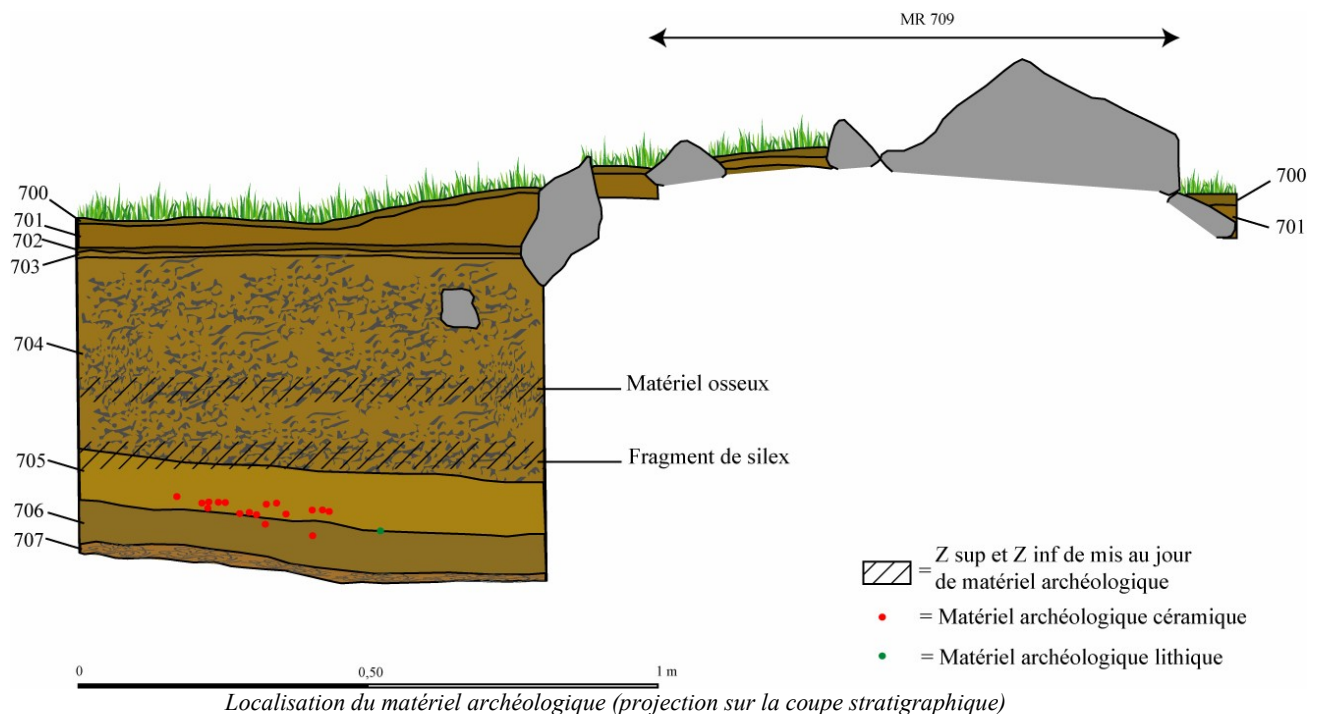 MR 709
700
701
702
703
704
705
706
707
700
701
Matériel osseux
Fragment de silex
= Z sup et Z inf de mis au jour
de matériel archéologique
= Matériel archéologique céramique
= Matériel archéologique lithique
0 0,50 1 m
Localisation du matériel archéologique (projection sur la coupe stratigraphique)